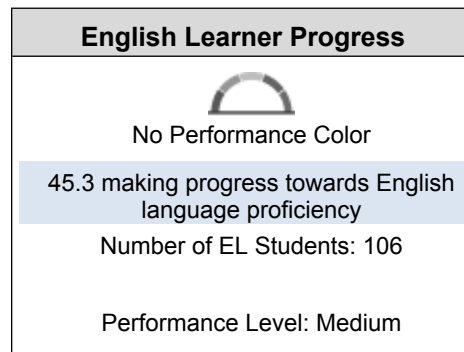 English Learner Progress
No Performance Color
45.3 making progress towards English
language proficiency
Number of EL Students: 106
Performance Level: Medium